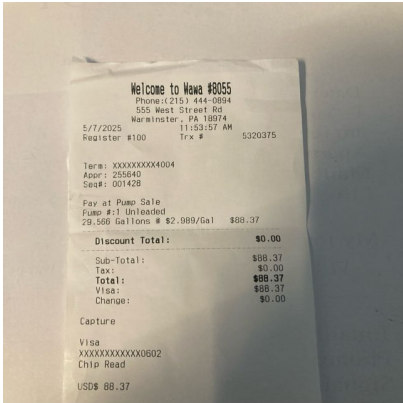 Welcome to Wawa #8055
Phone:(215) 444-0894
555 West Street Rd
Warminster, PA 18974
5/7/2025 11:53:57 AM
Register #100 Trx # 5320375
Term: XXXXXXXXX4004
Appr: 255640
Seq#: 001428
Pay at Pump Sale
Pump #:1 Unleaded
29.566 Gallons @ $2.989/Gal $88.37
Discount Total: $0.00
Sub-Total: $88.37
Tax: $0.00
Total: $88.37
Visa: $88.37
Change: $0.00
Capture
Visa
XXXXXXXXXXXX0602
Chip Read
USD$ 88.37